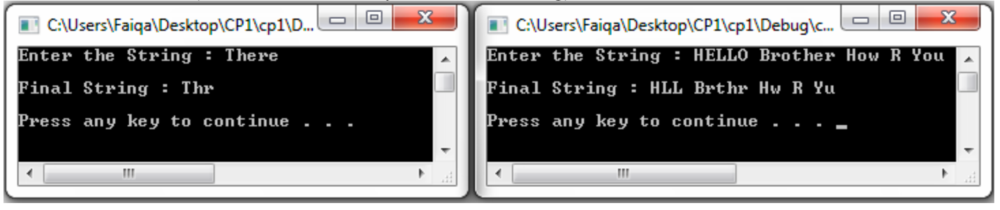 C:\Users\Faiqa\Desktop\CP1\cp1\D...
Enter the String : There
Final String : Thr
Press any key to continue . . .
C:\Users\Faiqa\Desktop\CP1\cp1\Debug\c...
Enter the String : HELLO Brother How R You
Final String : HLL Brthr Hw R Yu
Press any key to continue . . . _